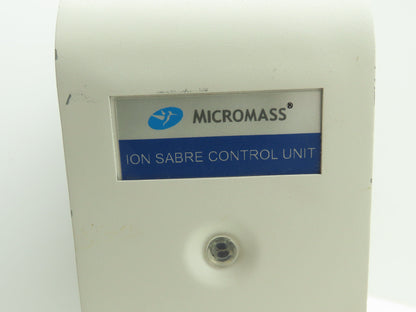 MICROMASS®
ION SABRE CONTROL UNIT